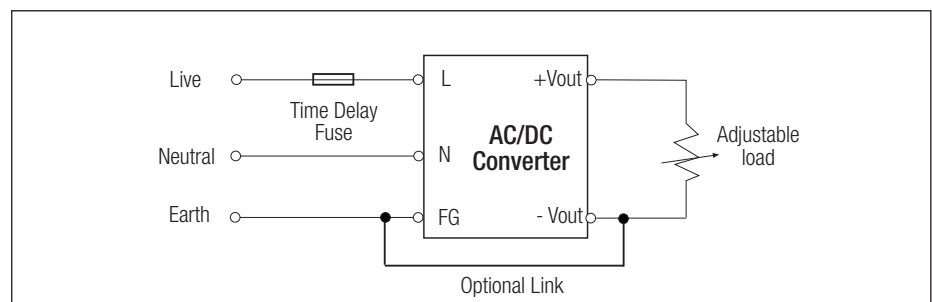 Live
Time Delay
Fuse
L
+Vout
Neutral
N
AC/DC
Converter
Adjustable
load
Earth
FG
- Vout
Optional Link